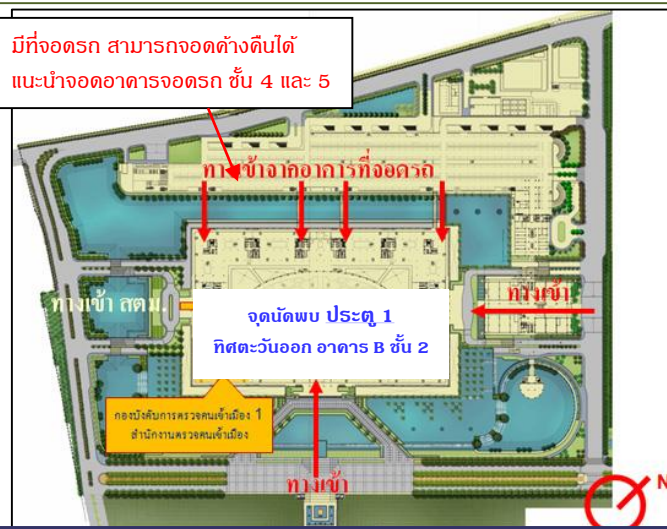 มีที่จอดรถ สามารถจอดค้างคืนได้
แนะนำจอดอาคารจอดรถ ชั้น 4 และ 5
ทางเข้าจากอาคารที่จอดรถ
ทางเข้า สตม.
จุดนัดพบ ประตู 1
ทิศตะวันออก อาคาร B ชั้น 2
ทางเข้า
กองบังคับการตรวจคนเข้าเมือง 1
สำนักงานตรวจคนเข้าเมือง
ทางเข้า
N